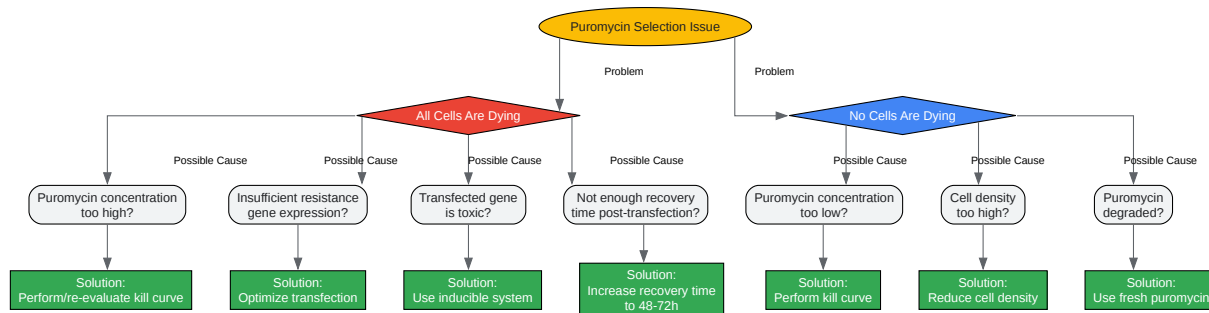 Puromycin Selection Issue
Problem
Problem
All Cells Are Dying
No Cells Are Dying
Possible Cause
Possible Cause
Possible Cause
Possible Cause
Possible Cause
Possible Cause
Possible Cause
Puromycin concentration
too high?
Insufficient resistance
gene expression?
Transfected gene
is toxic?
Not enough recovery
time post-transfection?
Puromycin concentration
too low?
Cell density
too high?
Puromycin
degraded?
Solution:
Perform/re-evaluate kill curve
Solution:
Optimize transfection
Solution:
Use inducible system
Solution:
Increase recovery time
to 48-72h
Solution:
Perform kill curve
Solution:
Reduce cell density
Solution:
Use fresh puromycin